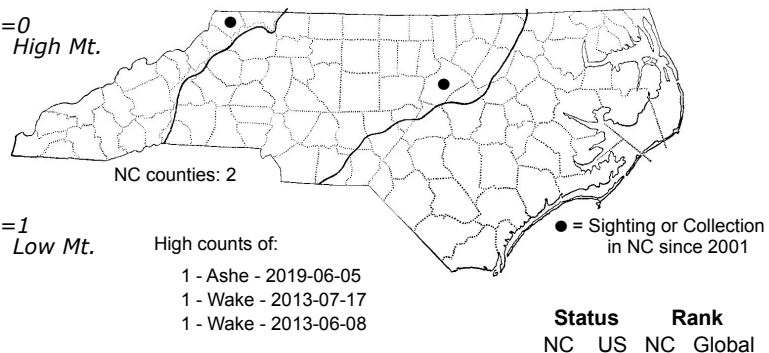 =0
High Mt.
NC counties: 2
=1
Low Mt.
High counts of:
1 - Ashe - 2019-06-05
1 - Wake - 2013-07-17
1 - Wake - 2013-06-08
● = Sighting or Collection
in NC since 2001
Status Rank
NC US NC Global